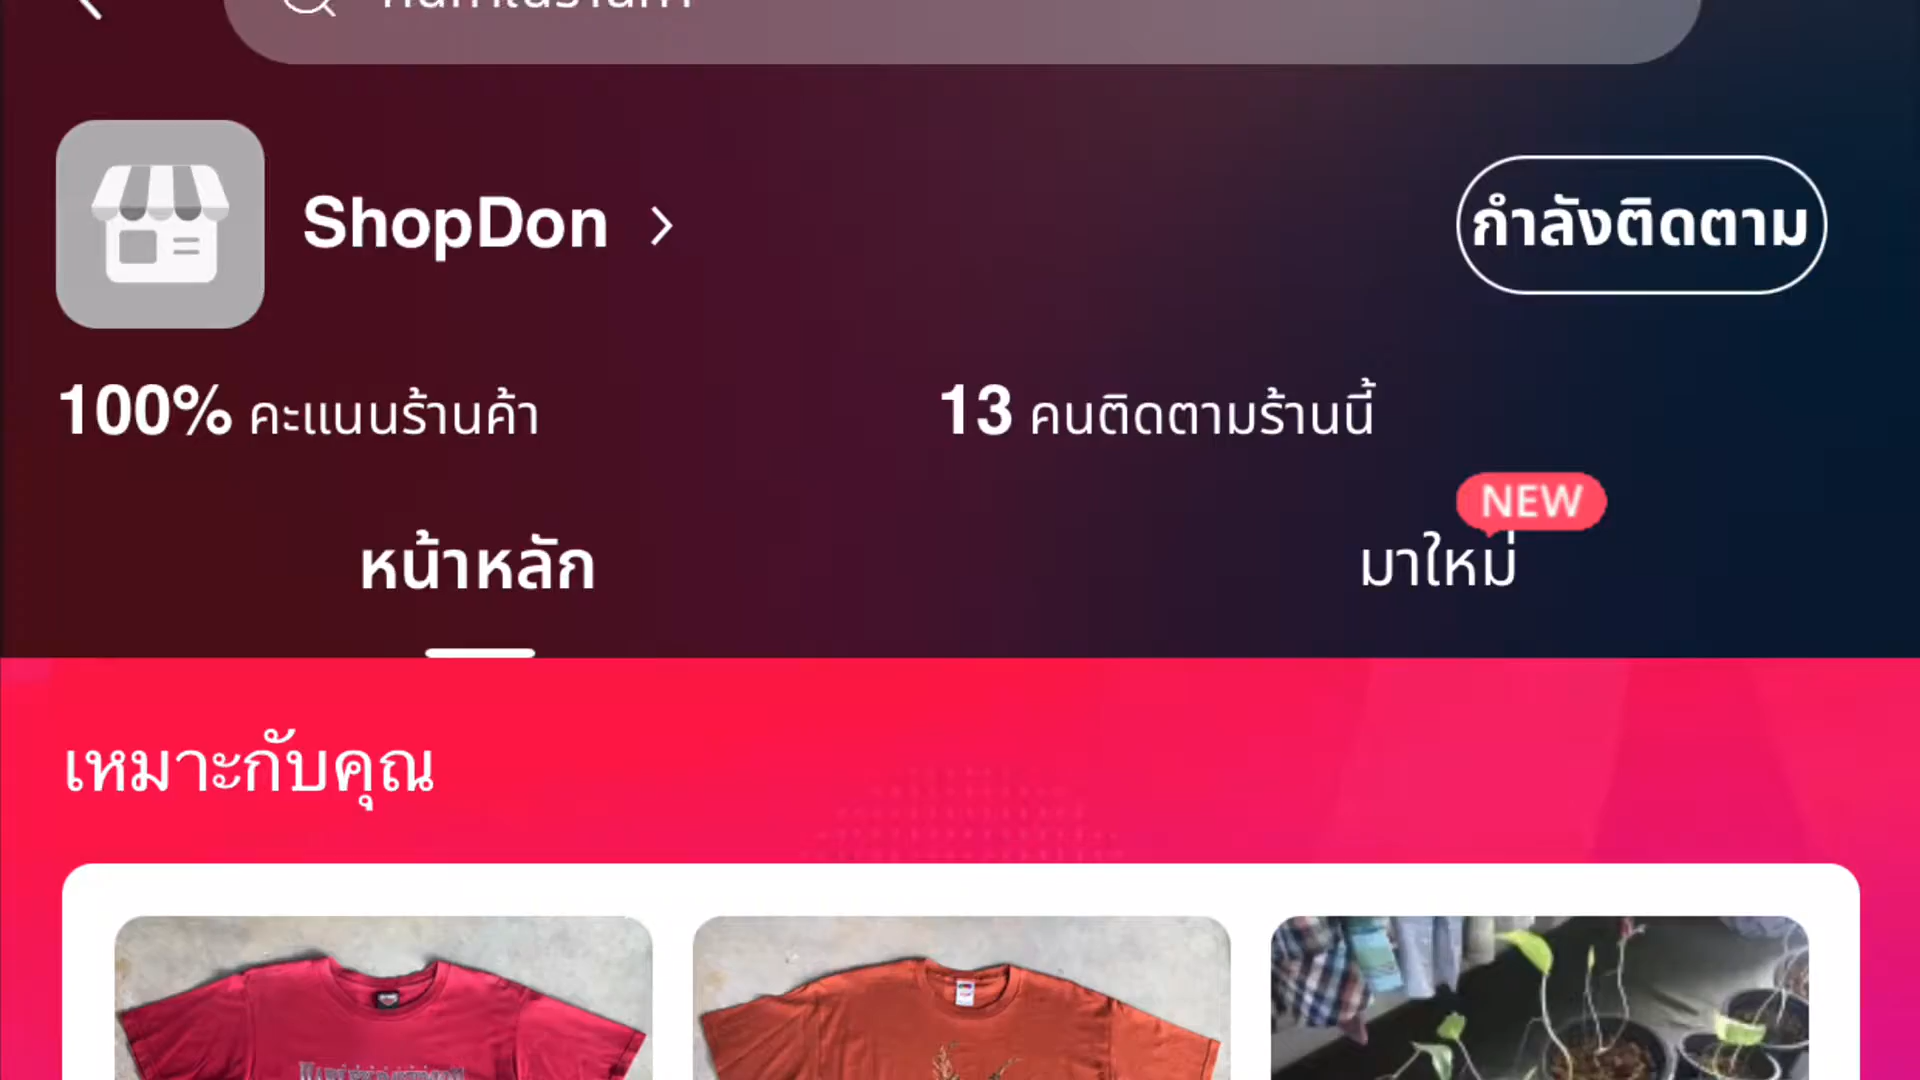 ShopDon
กำลังติดตาม
100% คะแนนร้านค้า
13 คนติดตามร้านนี้
NEW
หน้าหลัก
มาใหม่
เหมาะกับคุณ